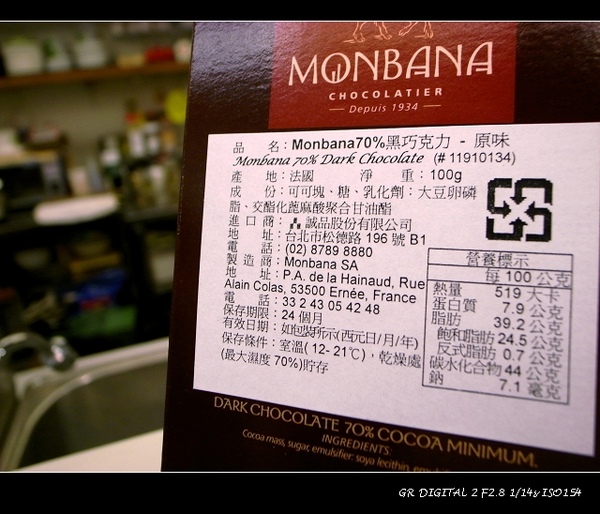 MONBANA
CHOCOLATIER
Depuis 1934
品 名：Monbana70%黑巧克力 - 原味
Monbana 70% Dark Chocolate (# 11910134)
產 地：法國 淨 重：100g
成 份：可可塊、糖、乳化劑：大豆卵磷
脂、交酯化蓖麻酸聚合甘油酯
進 口 商：誠品股份有限公司
地 址：台北市松德路 196 號 B1
電 話：(02) 8789 8880
製 造 商：Monbana SA
地 址：P.A. de la Hainaud, Rue
Alain Colas, 53500 Ernée, France
電 話：33 2 43 05 42 48
保存期限：24 個月
有效日期：如包裝所示(西元日/月/年)
保存條件：室溫( 12- 21℃)，乾燥處
(最大濕度 70%)貯存
營養標示
每 100 公克
熱量 519 大卡
蛋白質 7.9 公克
脂肪 39.2 公克
飽和脂肪 24.5 公克
反式脂肪 0.7 公克
碳水化合物 44 公克
鈉 7.1 毫克
DARK CHOCOLATE 70% COCOA MINIMUM.
INGREDIENTS
Cocoa mass, sugar, emulsifier: soya lecithin,
GR DIGITAL 2 F2.8 1/14s ISO154